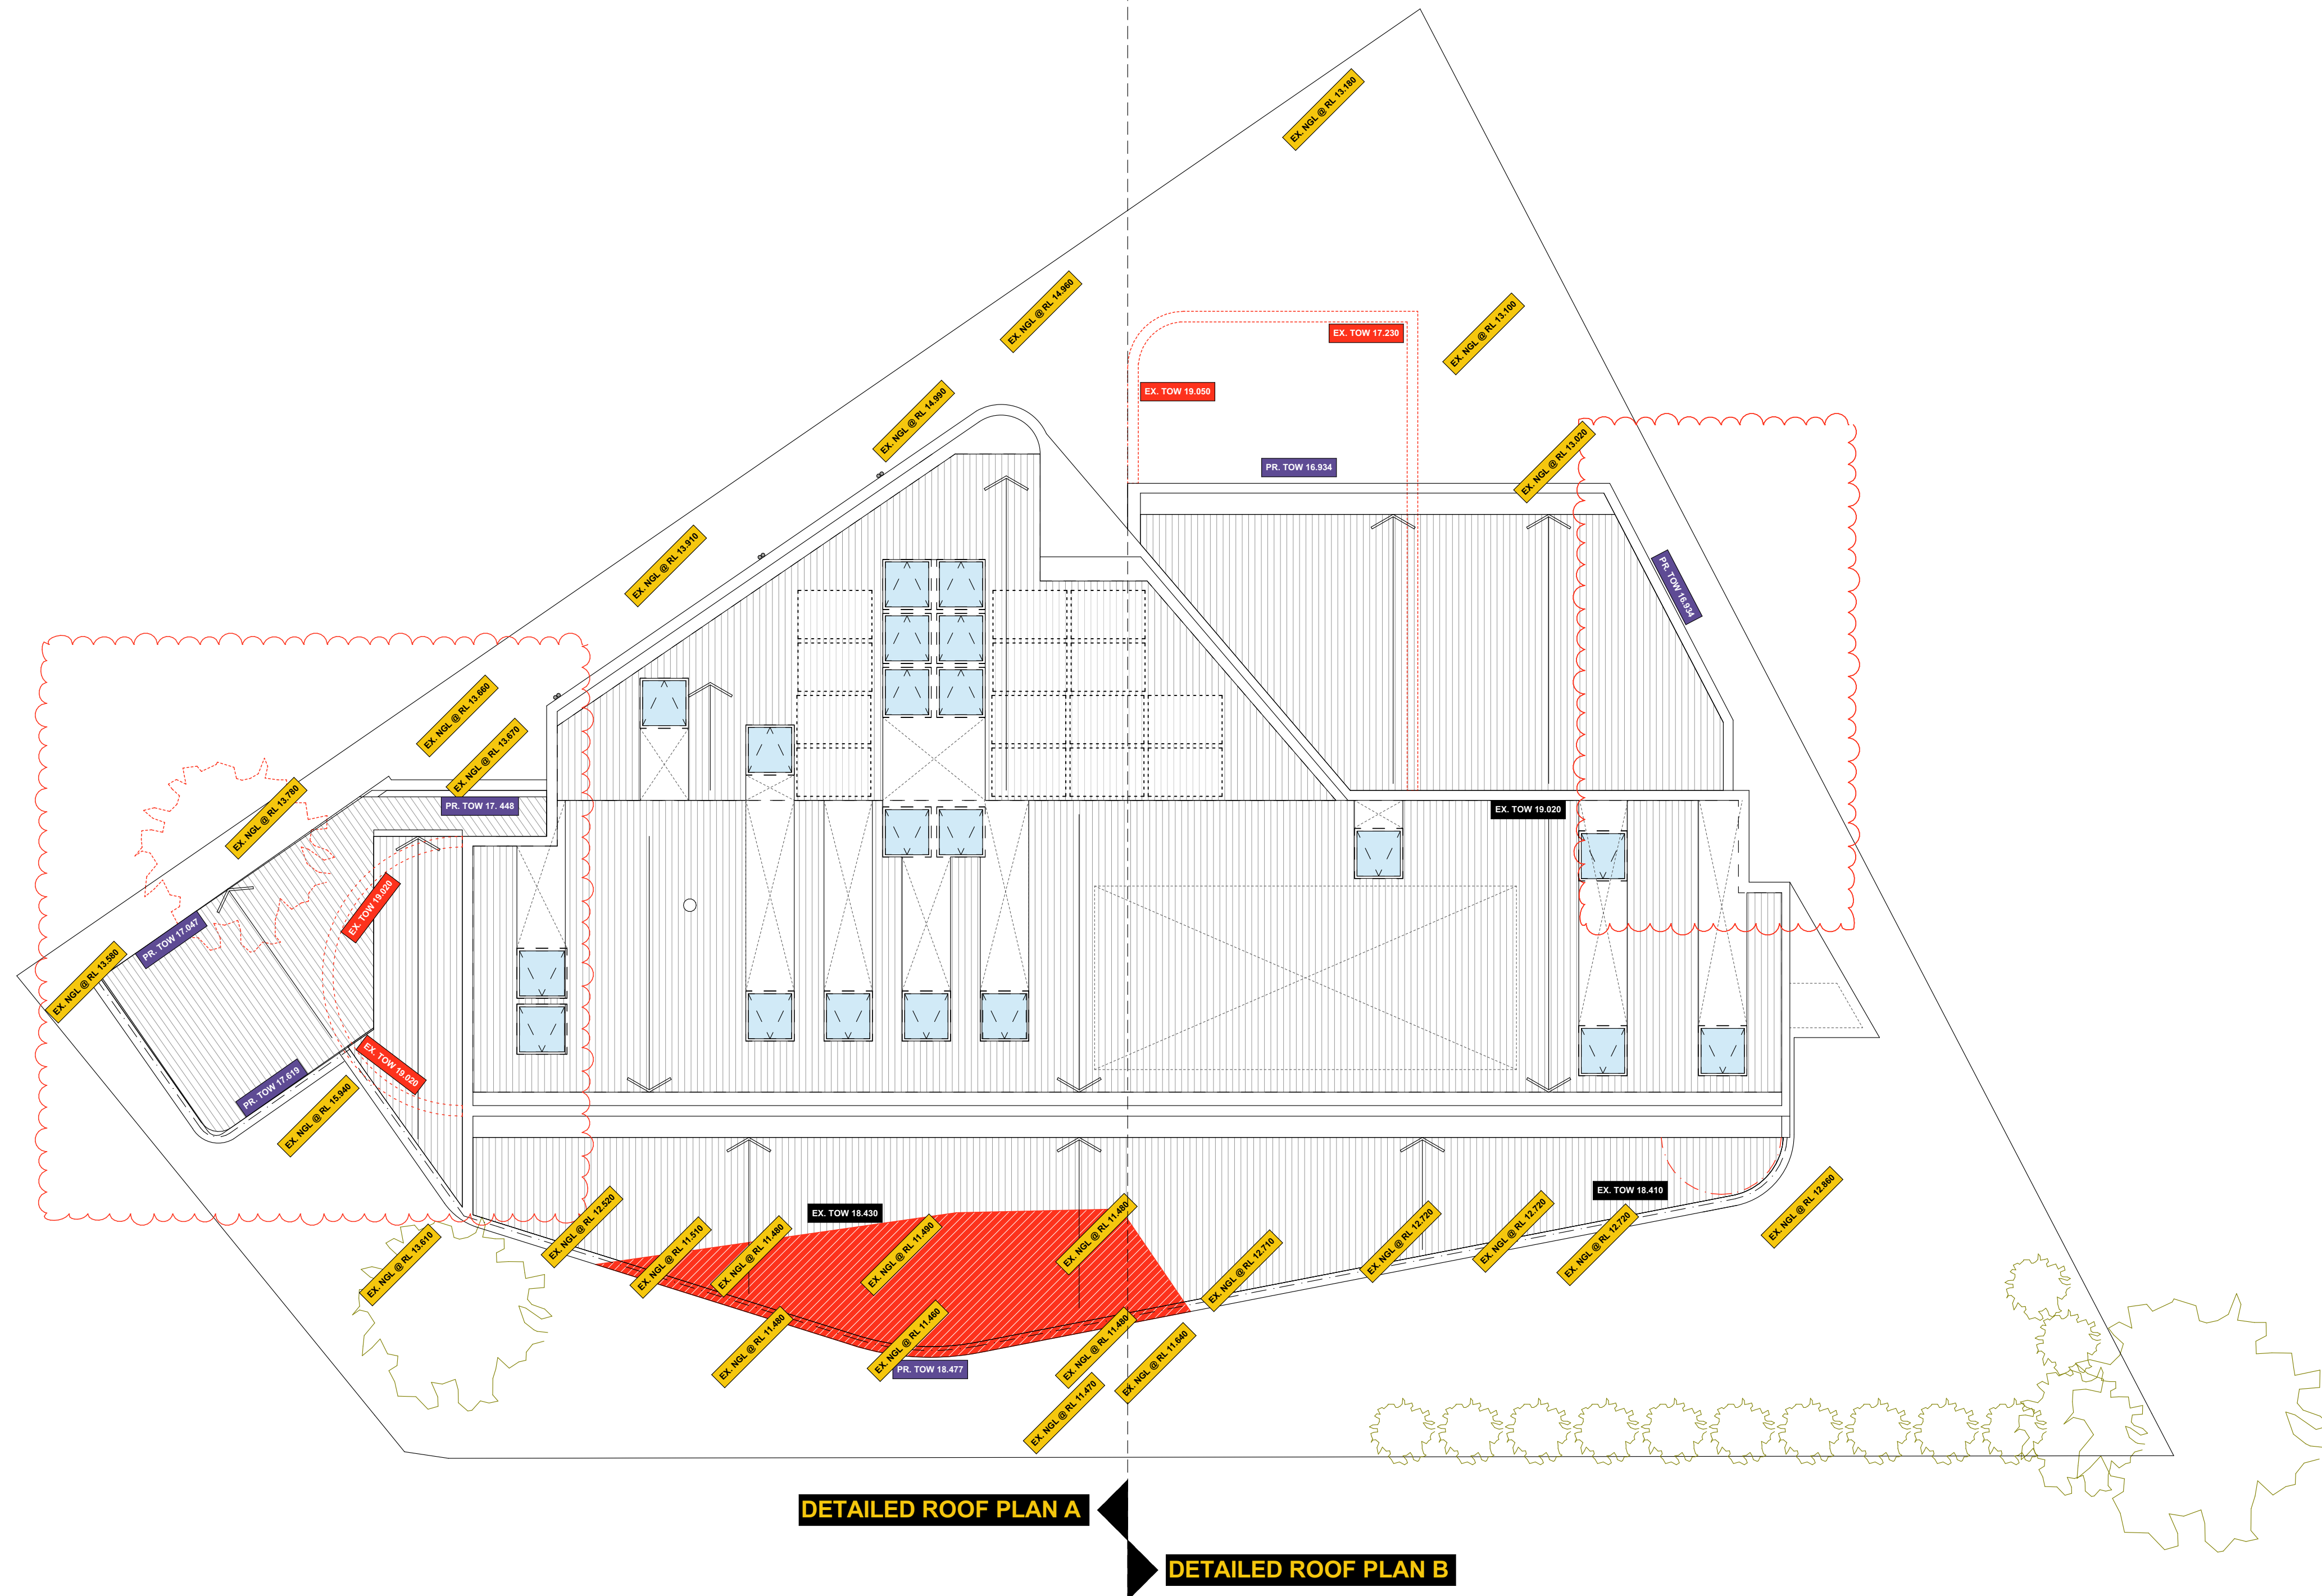 EX. NGL @ RL 13.180
EX. NGL @ RL 14.960
EX. NGL @ RL 13.100
EX. TOW 17.230
EX. TOW 19.050
EX. NGL @ RL 14.990
EX. NGL @ RL 13.020
PR. TOW 16.934
EX. NGL @ RL 13.910
PR. TOW 16.934
EX. NGL @ RL 13.660
EX. NGL @ RL 13.670
EX. NGL @ RL 13.780
PR. TOW 17. 448
EX. TOW 19.020
EX. TOW 19.020
PR. TOW 17.047
EX. NGL @ RL 13.580
EX. TOW 19.020
PR. TOW 17.619
EX. NGL @ RL 15.940
EX. TOW 18.410
EX. NGL @ RL 12.860
EX. TOW 18.430
EX. NGL @ RL 12.520
EX. NGL @ RL 13.610
EX. NGL @ RL 11.510
EX. NGL @ RL 11.480
EX. NGL @ RL 11.490
EX. NGL @ RL 11.480
EX. NGL @ RL 12.710
EX. NGL @ RL 12.720
EX. NGL @ RL 12.720
EX. NGL @ RL 12.720
EX. NGL @ RL 11.480
EX. NGL @ RL 11.460
PR. TOW 18.477
EX. NGL @ RL 11.480
EX. NGL @ RL 11.640
EX. NGL @ RL 11.470
DETAILED ROOF PLAN A
DETAILED ROOF PLAN B